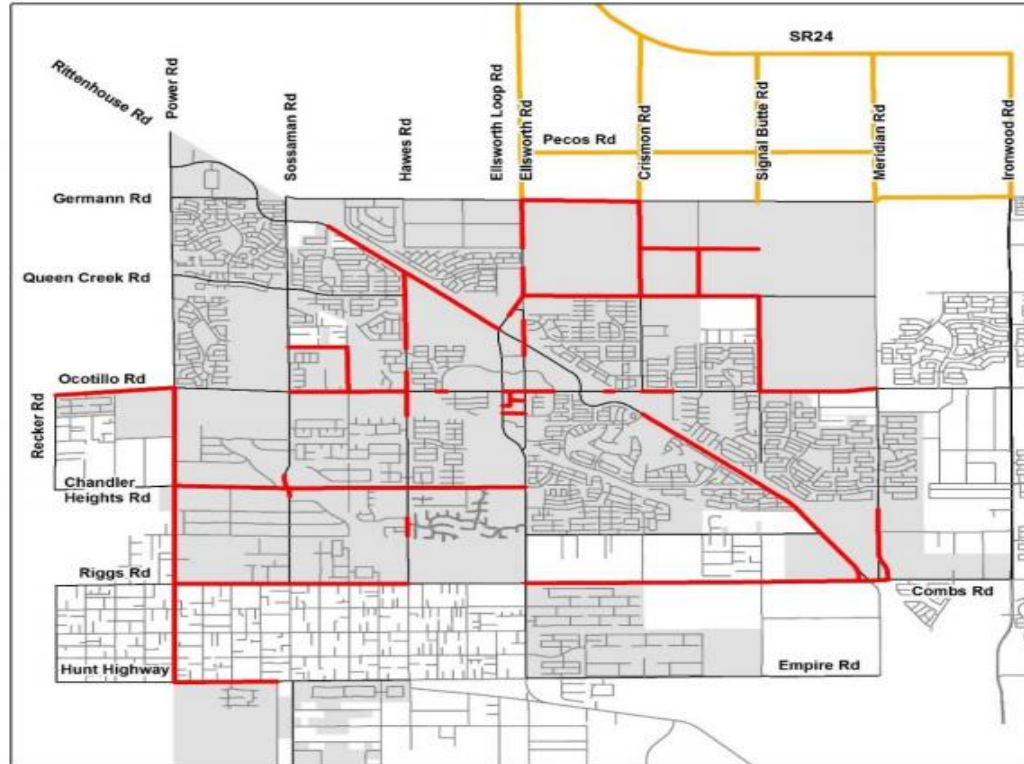 SR24
Rittenhouse Rd
Power Rd
Sossaman Rd
Hawes Rd
Ellsworth Loop Rd
Ellsworth Rd
Crismon Rd
Signal Butte Rd
Meridian Rd
Ironwood Rd
Pecos Rd
Germann Rd
Queen Creek Rd
Ocotillo Rd
Recker Rd
Chandler
Heights Rd
Riggs Rd
Combs Rd
Hunt Highway
Empire Rd